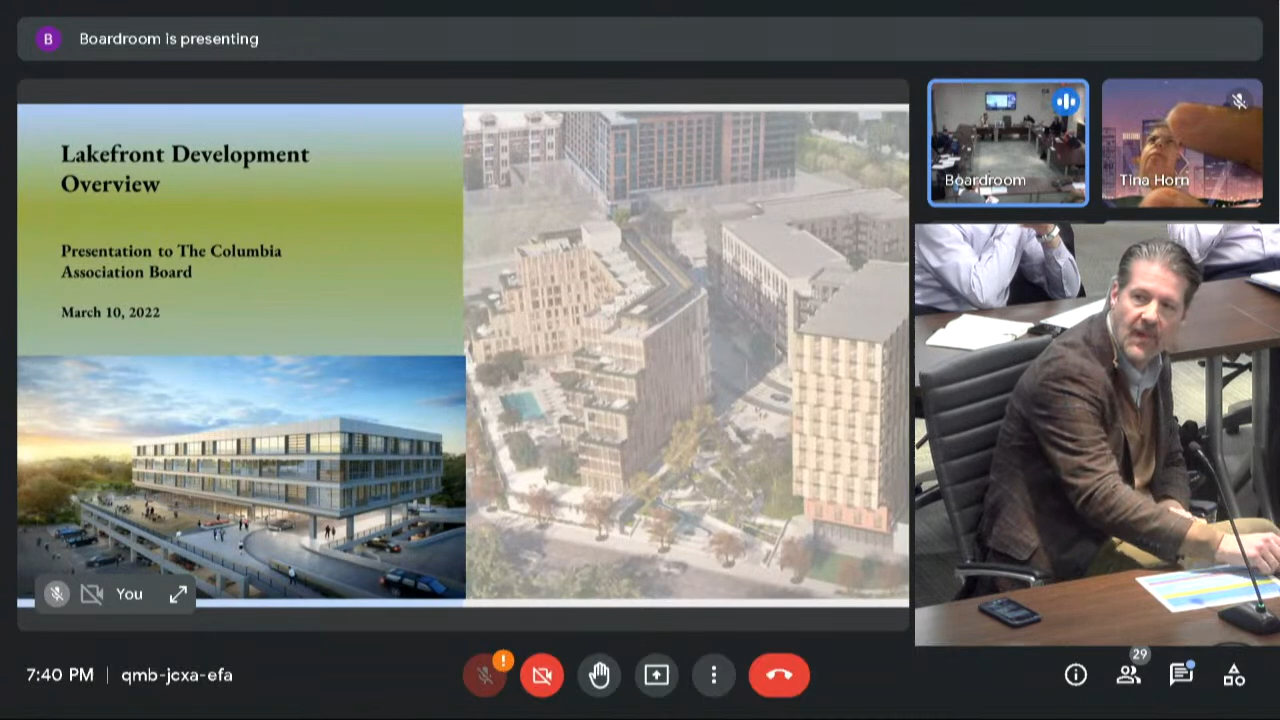 B
Boardroom is presenting
Lakefront Development
Overview
Presentation to The Columbia
Association Board
March 10, 2022
Boardroom
Tina Horn
You
7:40 PM
qmb-jcxa-efa
29